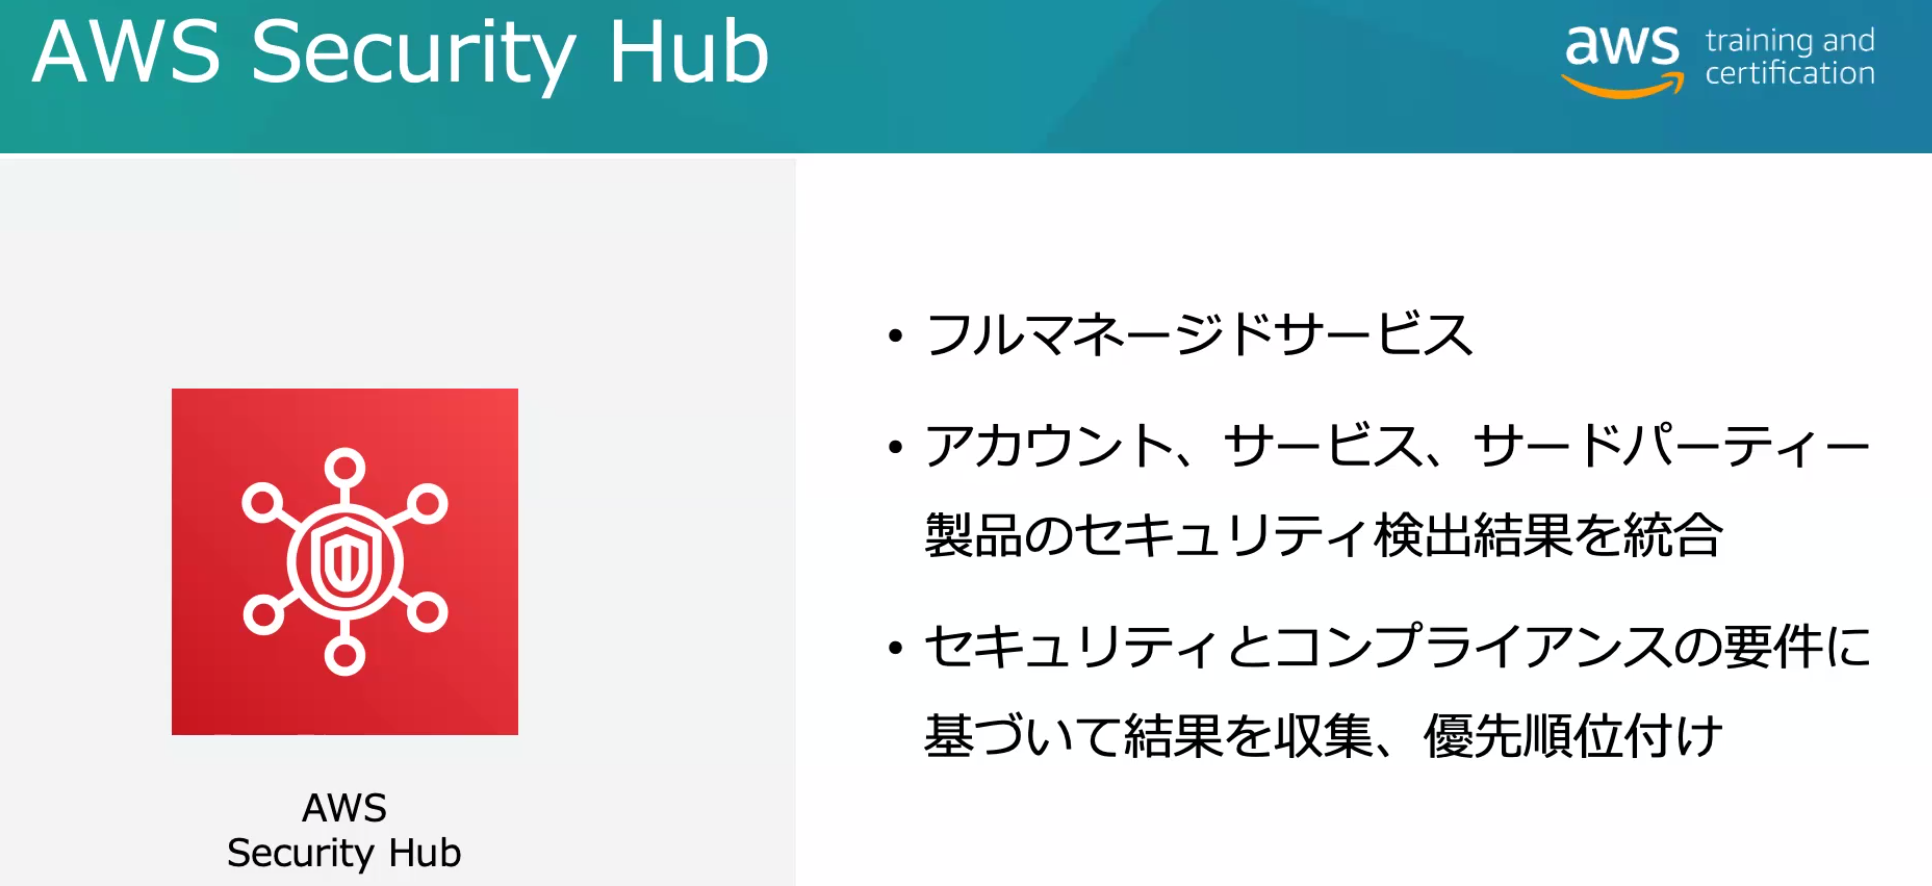 AWS Security Hub
aws training and
certification
• フルマネージドサービス
• アカウント、サービス、サードパーティー
製品のセキュリティ検出結果を統合
• セキュリティとコンプライアンスの要件に
基づいて結果を収集、優先順位付け
AWS
Security Hub